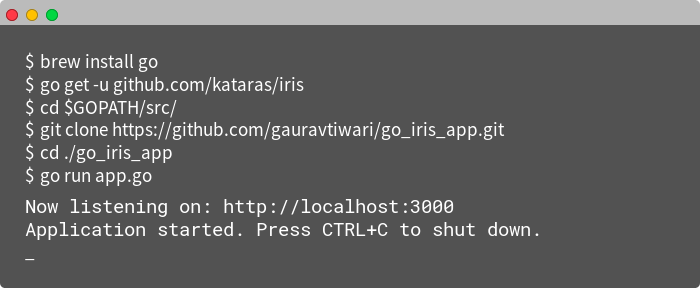 $ brew install go
$ go get -u github.com/kataras/iris
$ cd $GOPATH/src/
$ git clone https://github.com/gauravtiwari/go_iris_app.git
$ cd ./go_iris_app
$ go run app.go
Now listening on: http://localhost:3000
Application started. Press CTRL+C to shut down.
_